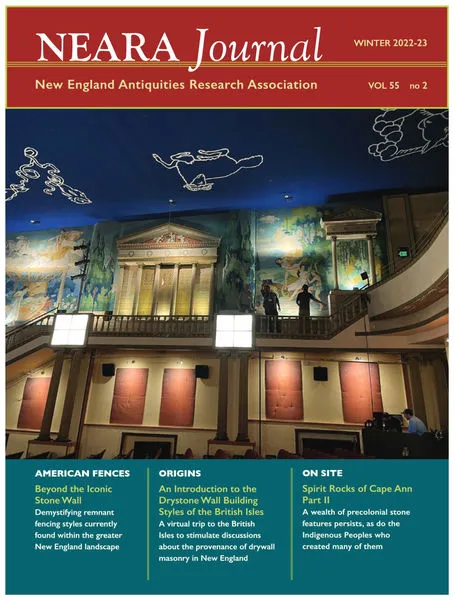 NEARA Journal
WINTER 2022-23
New England Antiquities Research Association
VOL 55 no 2
AMERICAN FENCES
Beyond the Iconic
Stone Wall
Demystifying remnant
fencing styles currently
found within the greater
New England landscape
ORIGINS
An Introduction to the
Drystone Wall Building
Styles of the British Isles
A virtual trip to the British
Isles to stimulate discussions
about the provenance of drywall
masonry in New England
ON SITE
Spirit Rocks of Cape Ann
Part II
A wealth of precolonial stone
features persists, as do the
Indigenous Peoples who
created many of them